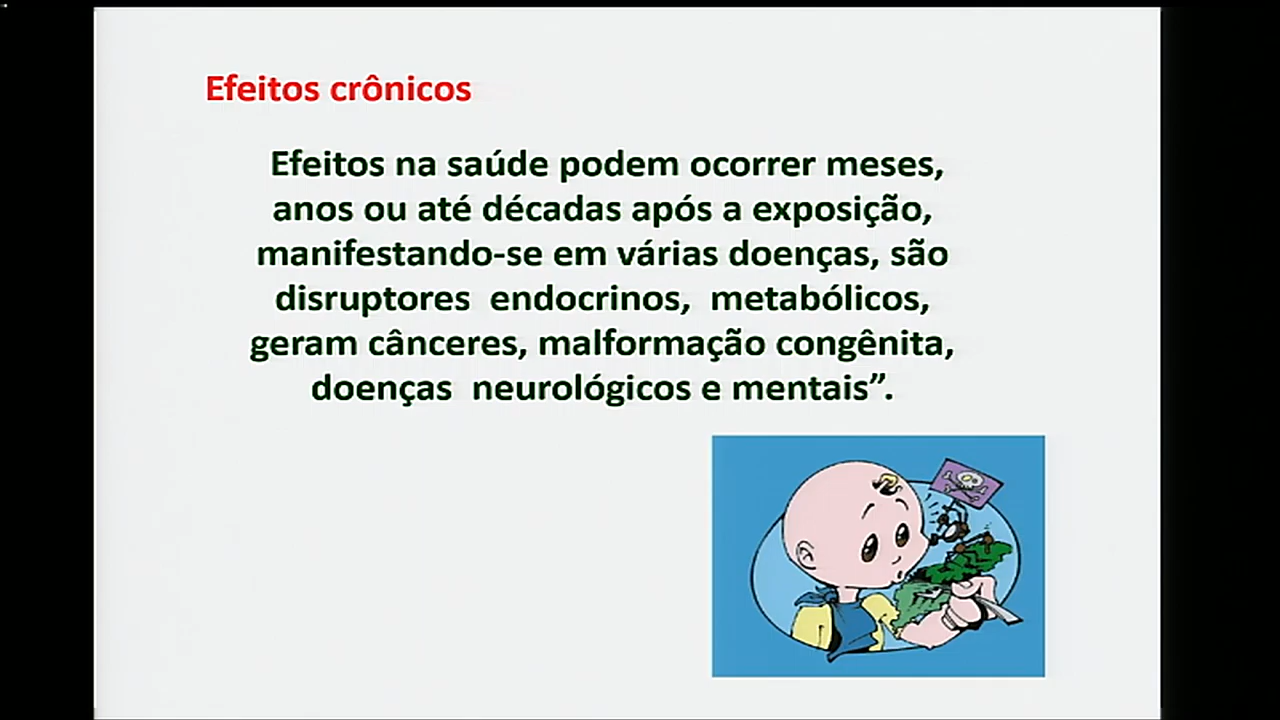 Efeitos crônicos
Efeitos na saúde podem ocorrer meses,
anos ou até décadas após a exposição,
manifestando-se em várias doenças, são
disruptores endocrinos, metabólicos,
geram cânceres, malformação congênita,
doenças neurológicos e mentais”.